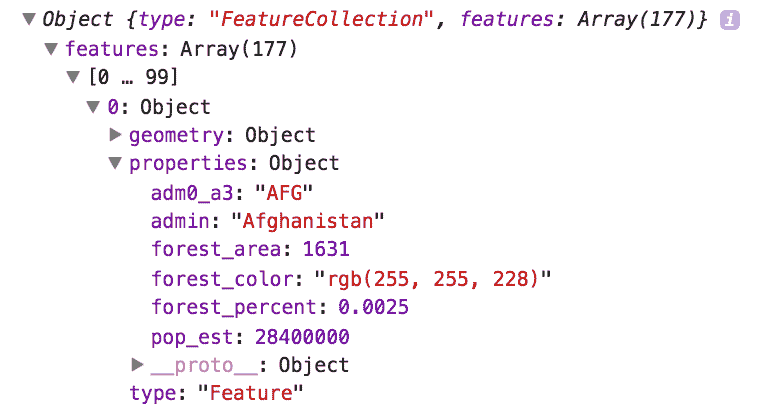 Object {type: "FeatureCollection", features: Array(177)} i
features: Array(177)
[0 … 99]
0: Object
geometry: Object
properties: Object
adm0_a3: "AFG"
admin: "Afghanistan"
forest_area: 1631
forest_color: "rgb(255, 255, 228)"
forest_percent: 0.0025
pop_est: 28400000
__proto__: Object
type: "Feature"